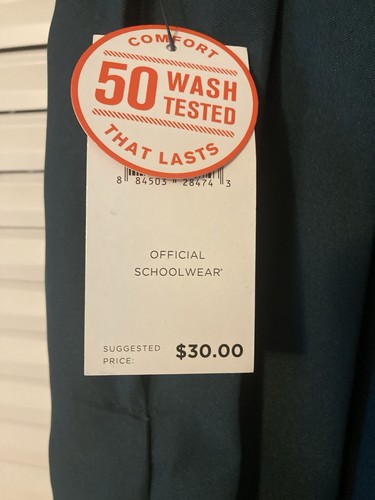 COMFORT
50 WASH
TESTED
THAT LASTS
8 84503 28474 3
OFFICIAL
SCHOOLWEAR
SUGGESTED
PRICE: $30.00